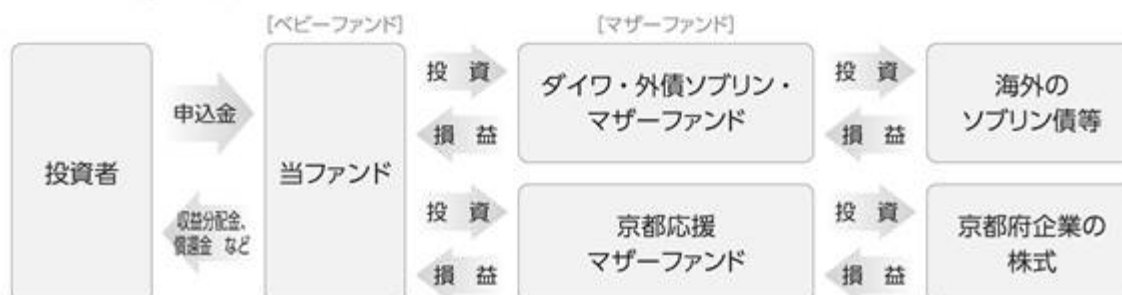 [ベビーファンド]
[マザーファンド]
投資者
申込金
収益分配金、
償還金 など
当ファンド
投 資
損 益
ダイワ・外債ソブリン・
マザーファンド
投 資
損 益
海外の
ソブリン債等
投 資
損 益
京都応援
マザーファンド
投 資
損 益
京都府企業の
株式